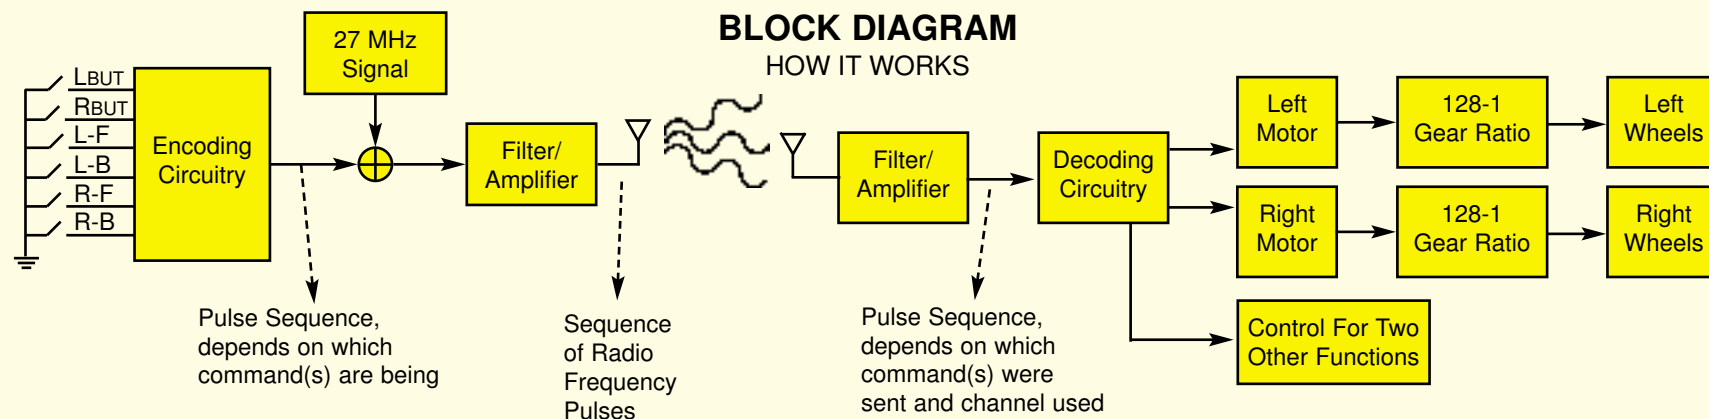 BLOCK DIAGRAM
HOW IT WORKS
LBUT
RBUT
L-F
L-B
R-F
R-B
Encoding
Circuitry
27 MHz
Signal
Filter/
Amplifier
Filter/
Amplifier
Decoding
Circuitry
Left
Motor
128-1
Gear Ratio
Left
Wheels
Right
Motor
128-1
Gear Ratio
Right
Wheels
Control For Two
Other Functions
Pulse Sequence,
depends on which
command(s) are being
Sequence
of Radio
Frequency
Pulses
Pulse Sequence,
depends on which
command(s) were
sent and channel used